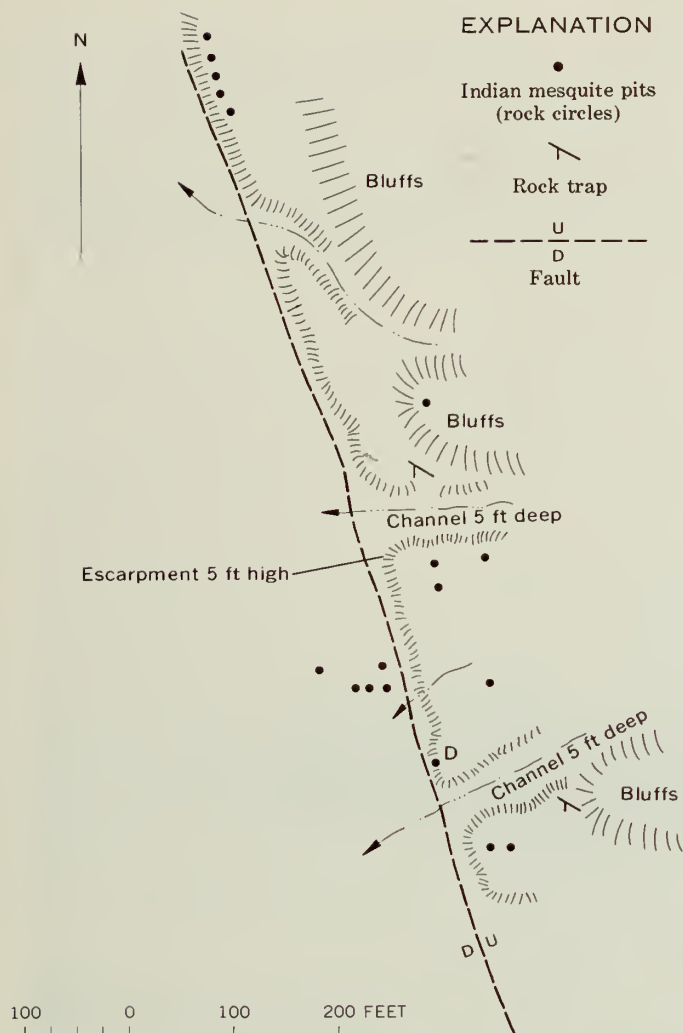 EXPLANATION
Indian mesquite pits
(rock circles)
Rock trap
U
D
Fault
N
Bluffs
Bluffs
Channel 5 ft deep
Escarpment 5 ft high
D
Channel 5 ft deep
Bluffs
D U
100 0 100 200 FEET